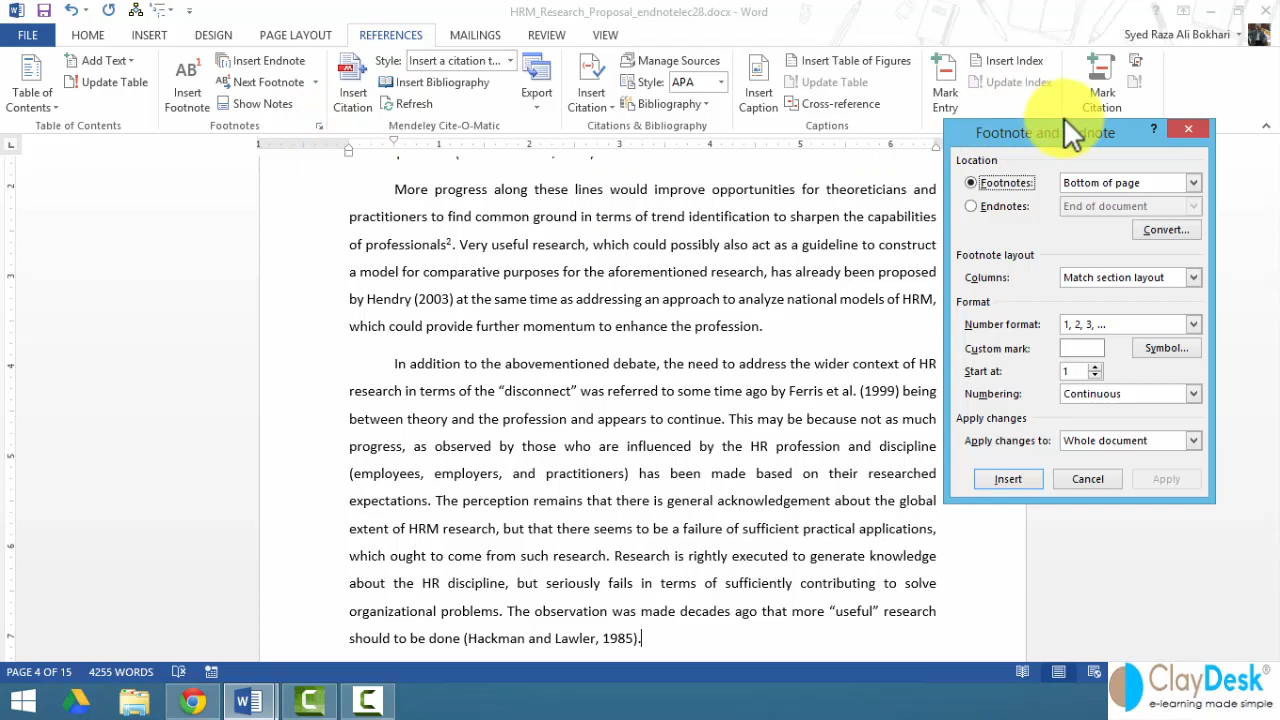 HRM_Research_Proposal_endnotelec28.docx - Word
FILE HOME INSERT DESIGN PAGE LAYOUT REFERENCES MAILINGS REVIEW VIEW Syed Raza Ali Bokhari
Table of Contents
Add Text
Update Table
Table of Contents
AB1
Insert Footnote
Insert Endnote
Next Footnote
Show Notes
Footnotes
Insert Citation
Style: Insert a citation t...
Insert Bibliography
Refresh
Export
Mendeley Cite-O-Matic
Insert Citation
Manage Sources
Style: APA
Bibliography
Citations & Bibliography
Insert Caption
Insert Table of Figures
Update Table
Cross-reference
Captions
Mark Entry
Insert Index
Update Index
Mark Citation
More progress along these lines would improve opportunities for theoreticians and
practitioners to find common ground in terms of trend identification to sharpen the capabilities
of professionals². Very useful research, which could possibly also act as a guideline to construct
a model for comparative purposes for the aforementioned research, has already been proposed
by Hendry (2003) at the same time as addressing an approach to analyze national models of HRM,
which could provide further momentum to enhance the profession.
In addition to the abovementioned debate, the need to address the wider context of HR
research in terms of the “disconnect” was referred to some time ago by Ferris et al. (1999) being
between theory and the profession and appears to continue. This may be because not as much
progress, as observed by those who are influenced by the HR profession and discipline
(employees, employers, and practitioners) has been made based on their researched
expectations. The perception remains that there is general acknowledgement about the global
extent of HRM research, but that there seems to be a failure of sufficient practical applications,
which ought to come from such research. Research is rightly executed to generate knowledge
about the HR discipline, but seriously fails in terms of sufficiently contributing to solve
organizational problems. The observation was made decades ago that more “useful” research
should to be done (Hackman and Lawler, 1985).
Footnote and Endnote
Location
Footnotes: Bottom of page
Endnotes: End of document
Convert...
Footnote layout
Columns: Match section layout
Format
Number format: 1, 2, 3, ...
Custom mark: Symbol...
Start at: 1
Numbering: Continuous
Apply changes
Apply changes to: Whole document
Insert Cancel Apply
PAGE 4 OF 15 4255 WORDS
ClayDesk®
e-learning made simple